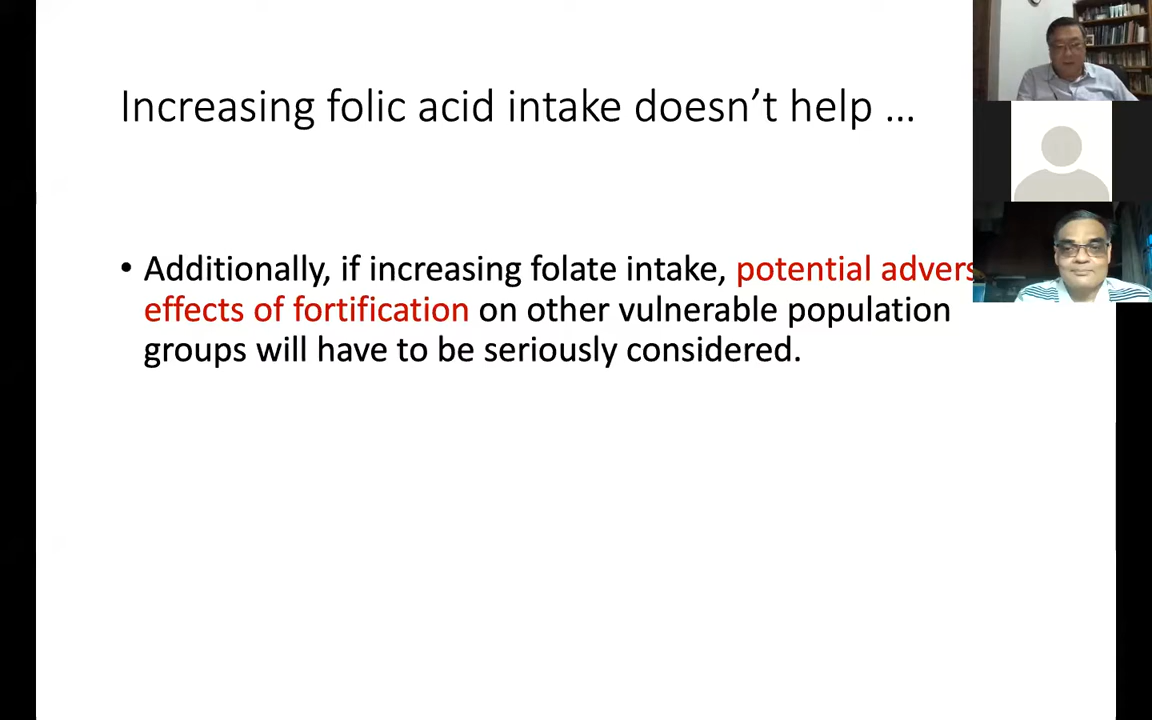 Increasing folic acid intake doesn’t help ...
• Additionally, if increasing folate intake, potential
effects of fortification on other vulnerable population
groups will have to be seriously considered.